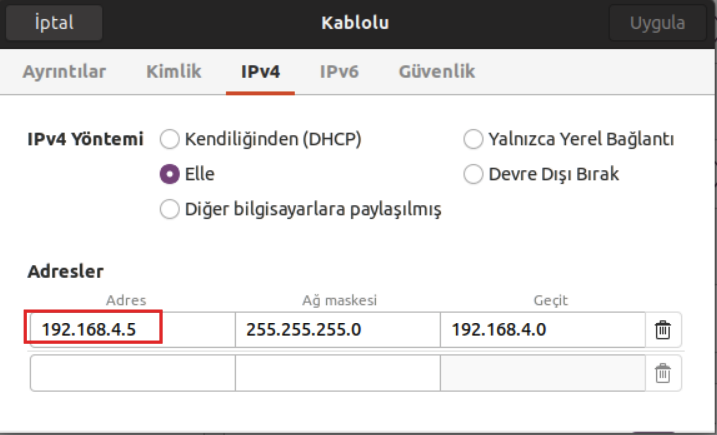 İptal Kablolu Uygula
Ayrıntılar Kimlik IPv4 IPv6 Güvenlik
IPv4 Yöntemi Kendiliğinden (DHCP) Yalnızca Yerel Bağlantı
Elle Devre Dışı Bırak
Diğer bilgisayarlara paylaşılmış
Adresler
Adres Ağ maskesi Geçit
192.168.4.5 255.255.255.0 192.168.4.0